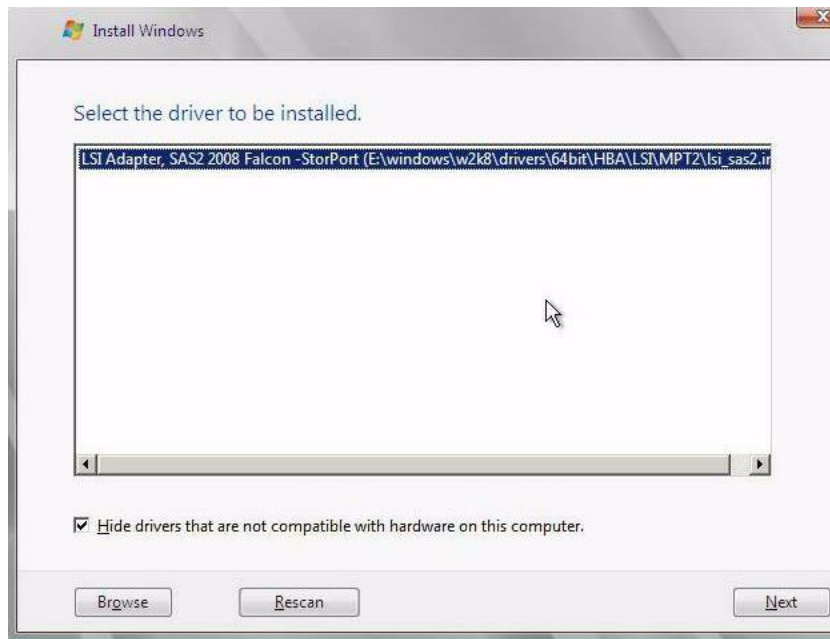 Install Windows
Select the driver to be installed.
LSI Adapter, SAS2 2008 Falcon -StorPort (E:\windows\w2k8\drivers\64bit\HBA\LSI\MPT2\lsi_sas2.in
Hide drivers that are not compatible with hardware on this computer.
Browse Rescan Next